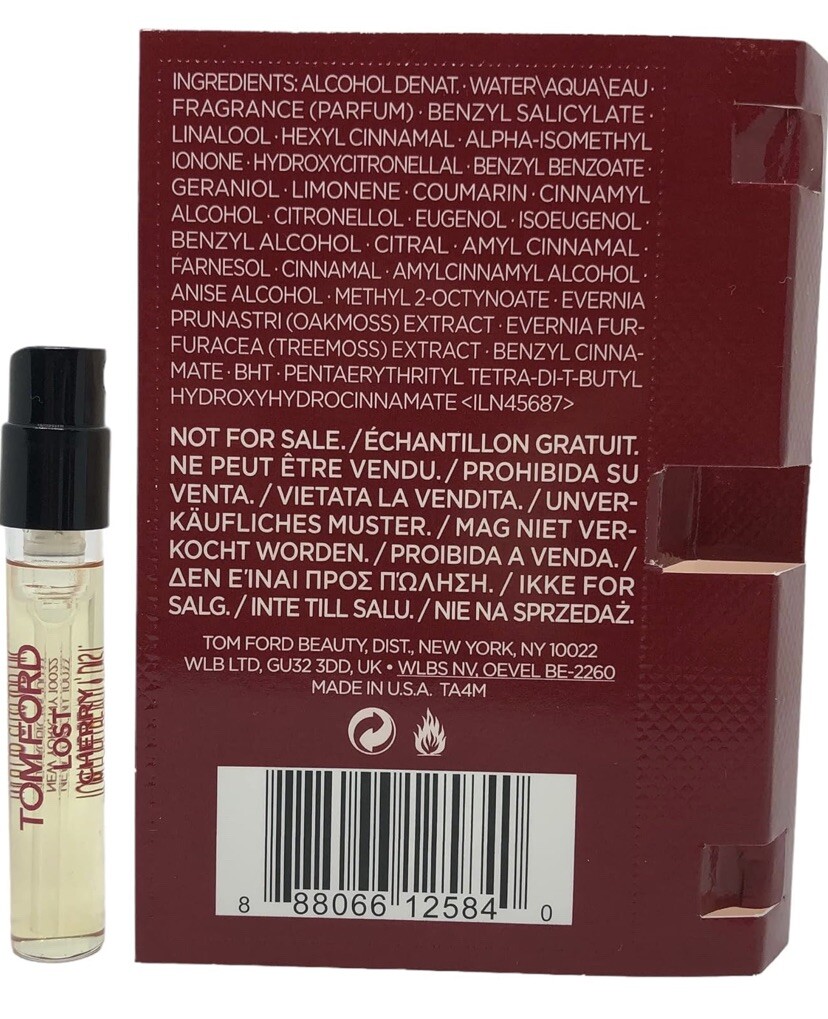 INGREDIENTS: ALCOHOL DENAT. · WATER\AQUA\EAU ·
FRAGRANCE (PARFUM) · BENZYL SALICYLATE ·
LINALOOL · HEXYL CINNAMAL · ALPHA-ISOMETHYL
IONONE · HYDROXYCITRONELLAL · BENZYL BENZOATE ·
GERANIOL · LIMONENE · COUMARIN · CINNAMYL
ALCOHOL · CITRONELLOL · EUGENOL · ISOEUGENOL ·
BENZYL ALCOHOL · CITRAL · AMYL CINNAMAL ·
FARNESOL · CINNAMAL · AMYLCINNAMYL ALCOHOL ·
ANISE ALCOHOL · METHYL 2-OCTYNOATE · EVERNIA
PRUNASTRI (OAKMOSS) EXTRACT · EVERNIA FUR-
FURACEA (TREEMOSS) EXTRACT · BENZYL CINNA-
MATE · BHT · PENTAERYTHRITYL TETRA-DI-T-BUTYL
HYDROXYHYDROCINNAMATE <ILN45687>
NOT FOR SALE. / ÉCHANTILLON GRATUIT.
NE PEUT ÊTRE VENDU. / PROHIBIDA SU
VENTA. / VIETATA LA VENDITA. / UNVER-
KÄUFLICHES MUSTER. / MAG NIET VER-
KOCHT WORDEN. / PROIBIDA A VENDA. /
ΔΕΝ ΕΊΝΑΙ ΠΡΟΣ ΠΏΛΗΣΗ. / IKKE FOR
SALG. / INTE TILL SALU. / NIE NA SPRZEDAŻ.
TOM FORD BEAUTY, DIST., NEW YORK, NY 10022
WLB LTD, GU32 3DD, UK • WLBS NV, OEVEL BE-2260
MADE IN U.S.A. TA4M
8 88066 12584 0
TOM FORD
LOST
CHERRY